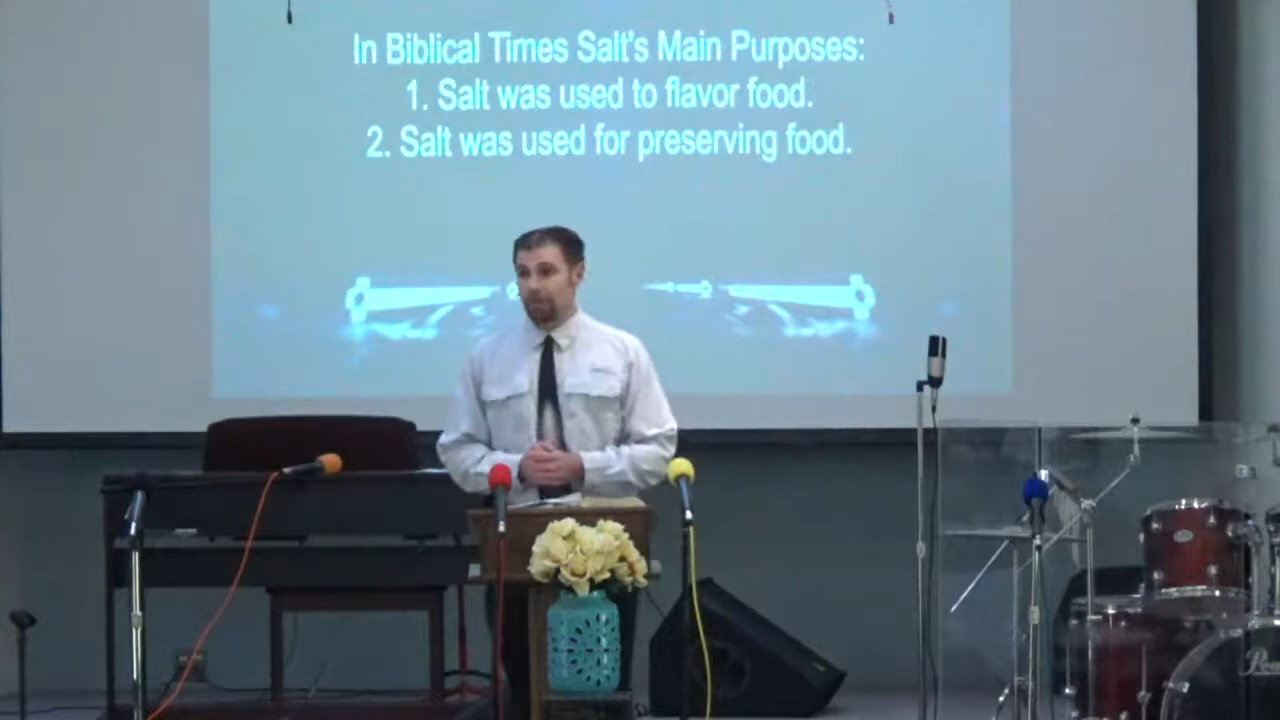 In Biblical Times Salt's Main Purposes:
1. Salt was used to flavor food.
2. Salt was used for preserving food.